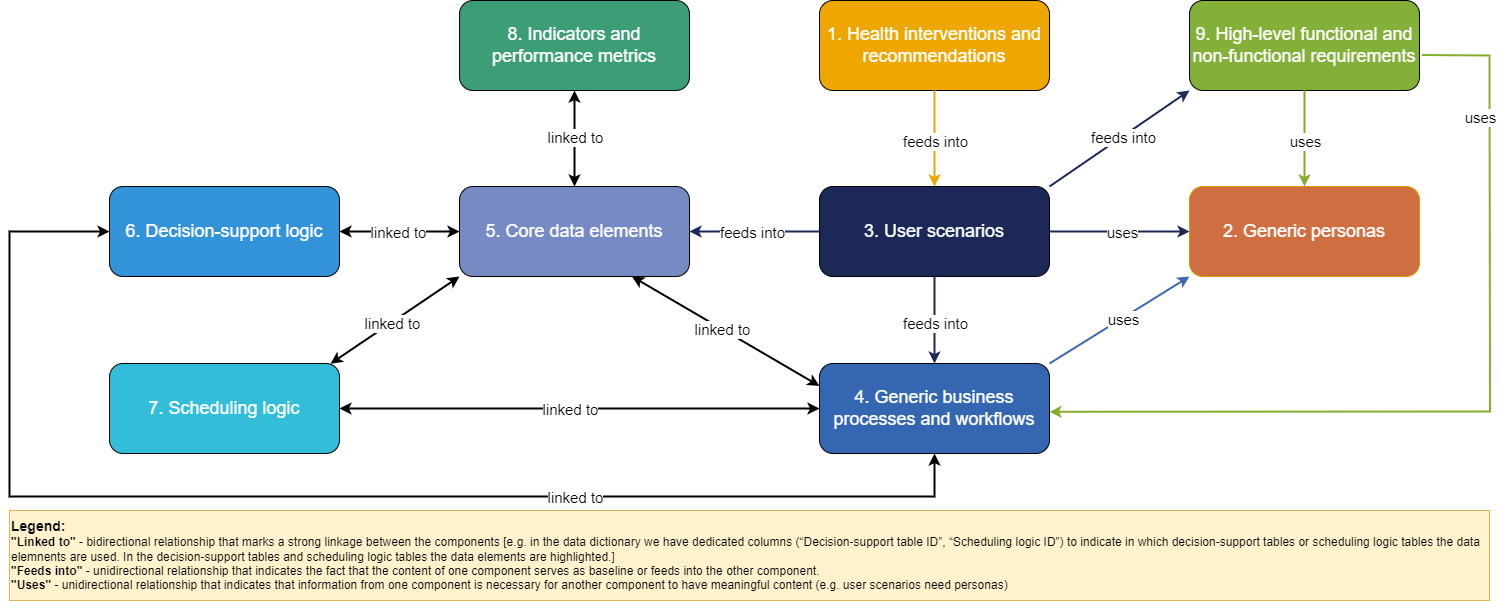 8. Indicators and
performance metrics
1. Health interventions and
recommendations
9. High-level functional and
non-functional requirements
uses
linked to
feeds into
feeds into
uses
6. Decision-support logic
linked to
5. Core data elements
feeds into
3. User scenarios
uses
2. Generic personas
linked to
linked to
feeds into
uses
7. Scheduling logic
linked to
4. Generic business
processes and workflows
linked to
Legend:
"Linked to" - bidirectional relationship that marks a strong linkage between the components [e.g. in the data dictionary we have dedicated columns (“Decision-support table ID”, “Scheduling logic ID”) to indicate in which decision-support tables or scheduling logic tables the data
elemnents are used. In the decision-support tables and scheduling logic tables the data elements are highlighted.]
"Feeds into" - unidirectional relationship that indicates the fact that the content of one component serves as baseline or feeds into the other component.
"Uses" - unidirectional relationship that indicates that information from one component is necessary for another component to have meaningful content (e.g. user scenarios need personas)